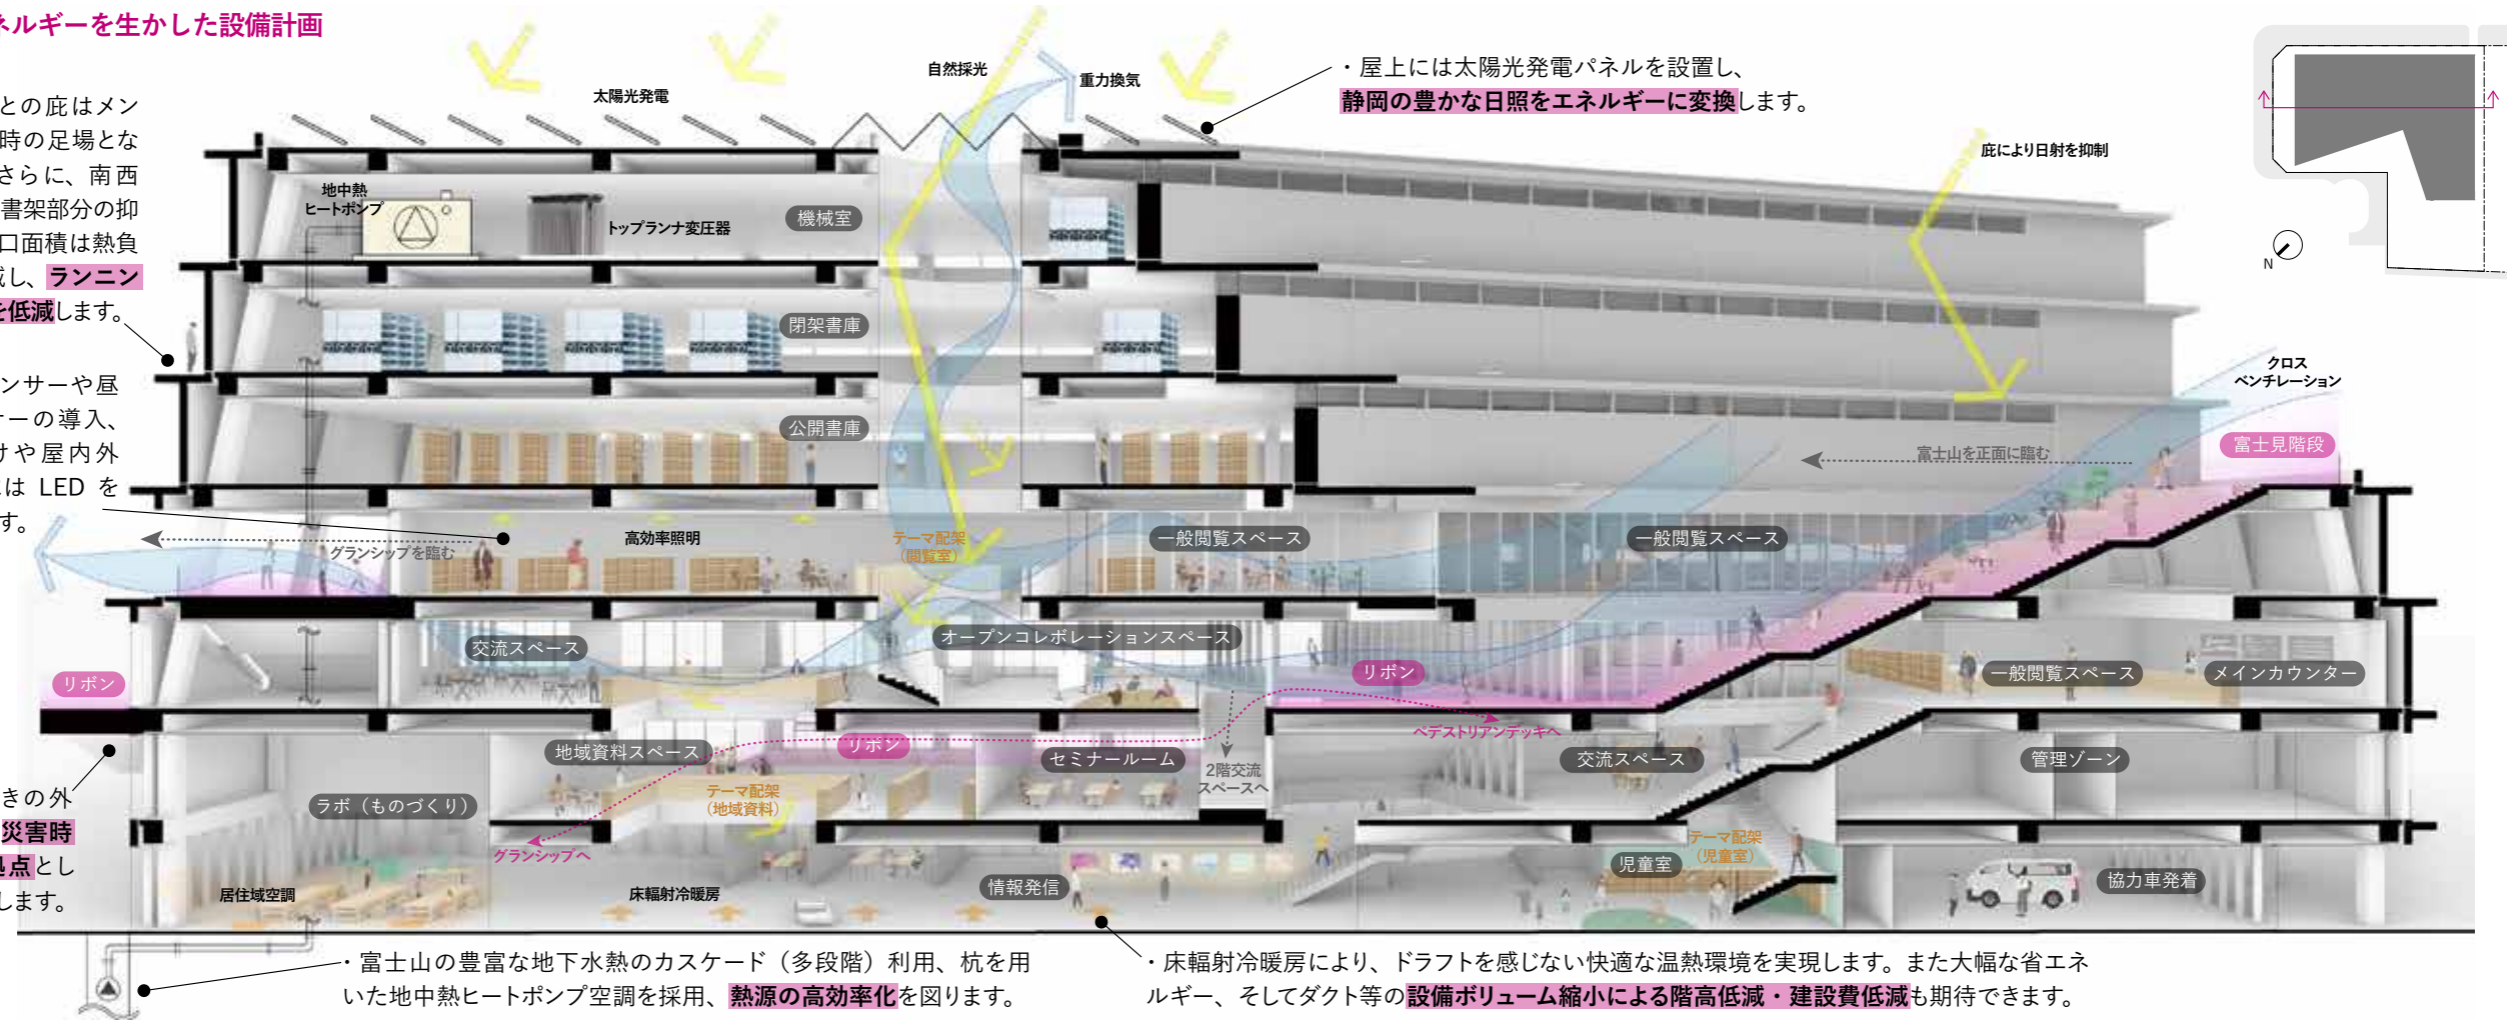 ネルギーを生かした設備計画
との庇はメン
時の足場とな
さらに、南西
書架部分の抑
口面積は熱負
減し、ランニン
を低減します。
ンサーや昼
ナーの導入、
けや屋内外
は LED を
す。
きの外
災害時
拠点とし
します。
太陽光発電
自然採光
重力換気
・屋上には太陽光発電パネルを設置し、
静岡の豊かな日照をエネルギーに変換します。
庇により日射を抑制
N
地中熱
ヒートポンプ
トップランナ変圧器
機械室
閉架書庫
公開書庫
クロス
ベンチレーション
富士見階段
富士山を正面に臨む
グランシップを臨む
高効率照明
テーマ配架
（閲覧室）
一般閲覧スペース
一般閲覧スペース
リボン
交流スペース
オープンコレボレーションスペース
リボン
一般閲覧スペース
メインカウンター
ペデストリアンデッキへ
地域資料スペース
リボン
セミナールーム
2階交流
スペースへ
交流スペース
管理ゾーン
ラボ（ものづくり）
テーマ配架
（地域資料）
グランシップへ
テーマ配架
（児童室）
児童室
居住域空調
床輻射冷暖房
情報発信
協力車発着
・富士山の豊富な地下水熱のカスケード（多段階）利用、杭を用
いた地中熱ヒートポンプ空調を採用、熱源の高効率化を図ります。
・床輻射冷暖房により、ドラフトを感じない快適な温熱環境を実現します。また大幅な省エネ
ルギー、そしてダクト等の設備ボリューム縮小による階高低減・建設費低減も期待できます。